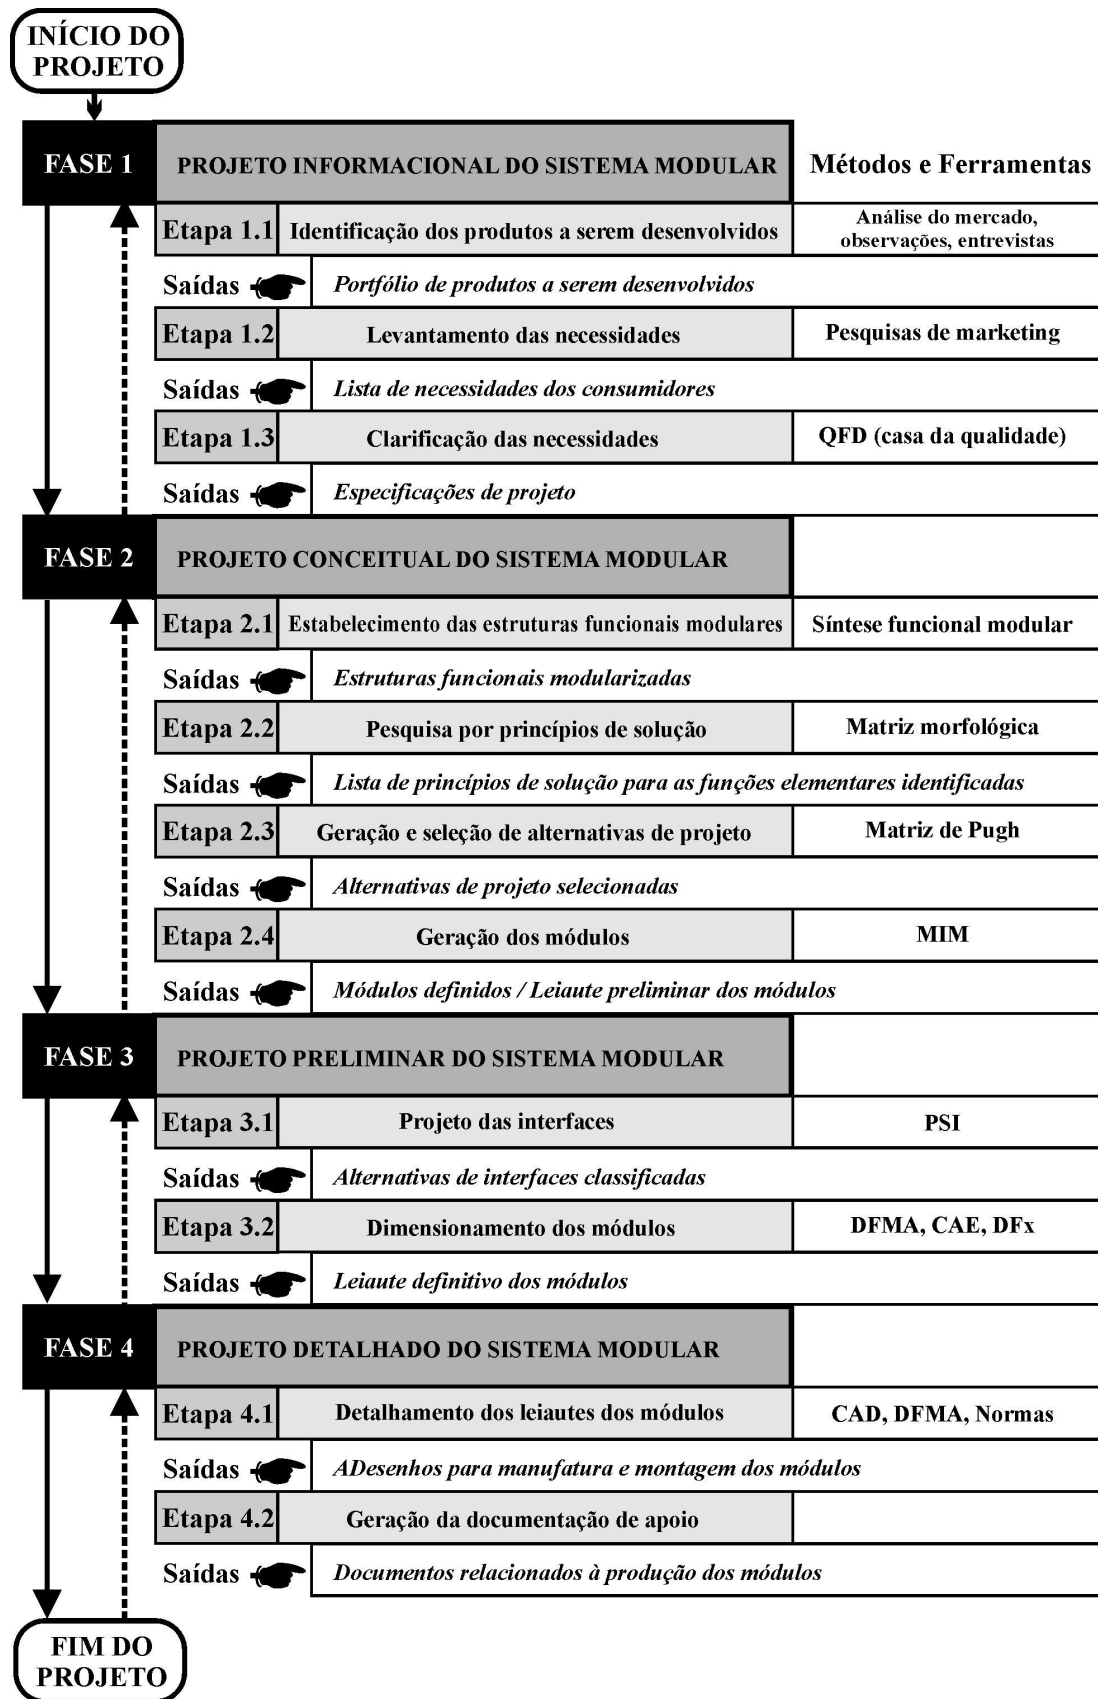 INÍCIO DO
PROJETO
FASE 1
PROJETO INFORMACIONAL DO SISTEMA MODULAR
Métodos e Ferramentas
Etapa 1.1
Identificação dos produtos a serem desenvolvidos
Análise do mercado,
observações, entrevistas
Saídas
Portfólio de produtos a serem desenvolvidos
Etapa 1.2
Levantamento das necessidades
Pesquisas de marketing
Saídas
Lista de necessidades dos consumidores
Etapa 1.3
Clarificação das necessidades
QFD (casa da qualidade)
Saídas
Especificações de projeto
FASE 2
PROJETO CONCEITUAL DO SISTEMA MODULAR
Etapa 2.1
Estabelecimento das estruturas funcionais modulares
Síntese funcional modular
Saídas
Estruturas funcionais modularizadas
Etapa 2.2
Pesquisa por princípios de solução
Matriz morfológica
Saídas
Lista de princípios de solução para as funções elementares identificadas
Etapa 2.3
Geração e seleção de alternativas de projeto
Matriz de Pugh
Saídas
Alternativas de projeto selecionadas
Etapa 2.4
Geração dos módulos
MIM
Saídas
Módulos definidos / Leiaute preliminar dos módulos
FASE 3
PROJETO PRELIMINAR DO SISTEMA MODULAR
Etapa 3.1
Projeto das interfaces
PSI
Saídas
Alternativas de interfaces classificadas
Etapa 3.2
Dimensionamento dos módulos
DFMA, CAE, DFx
Saídas
Leiaute definitivo dos módulos
FASE 4
PROJETO DETALHADO DO SISTEMA MODULAR
Etapa 4.1
Detalhamento dos leiautes dos módulos
CAD, DFMA, Normas
Saídas
ADesenhos para manufatura e montagem dos módulos
Etapa 4.2
Geração da documentação de apoio
Saídas
Documentos relacionados à produção dos módulos
FIM DO
PROJETO